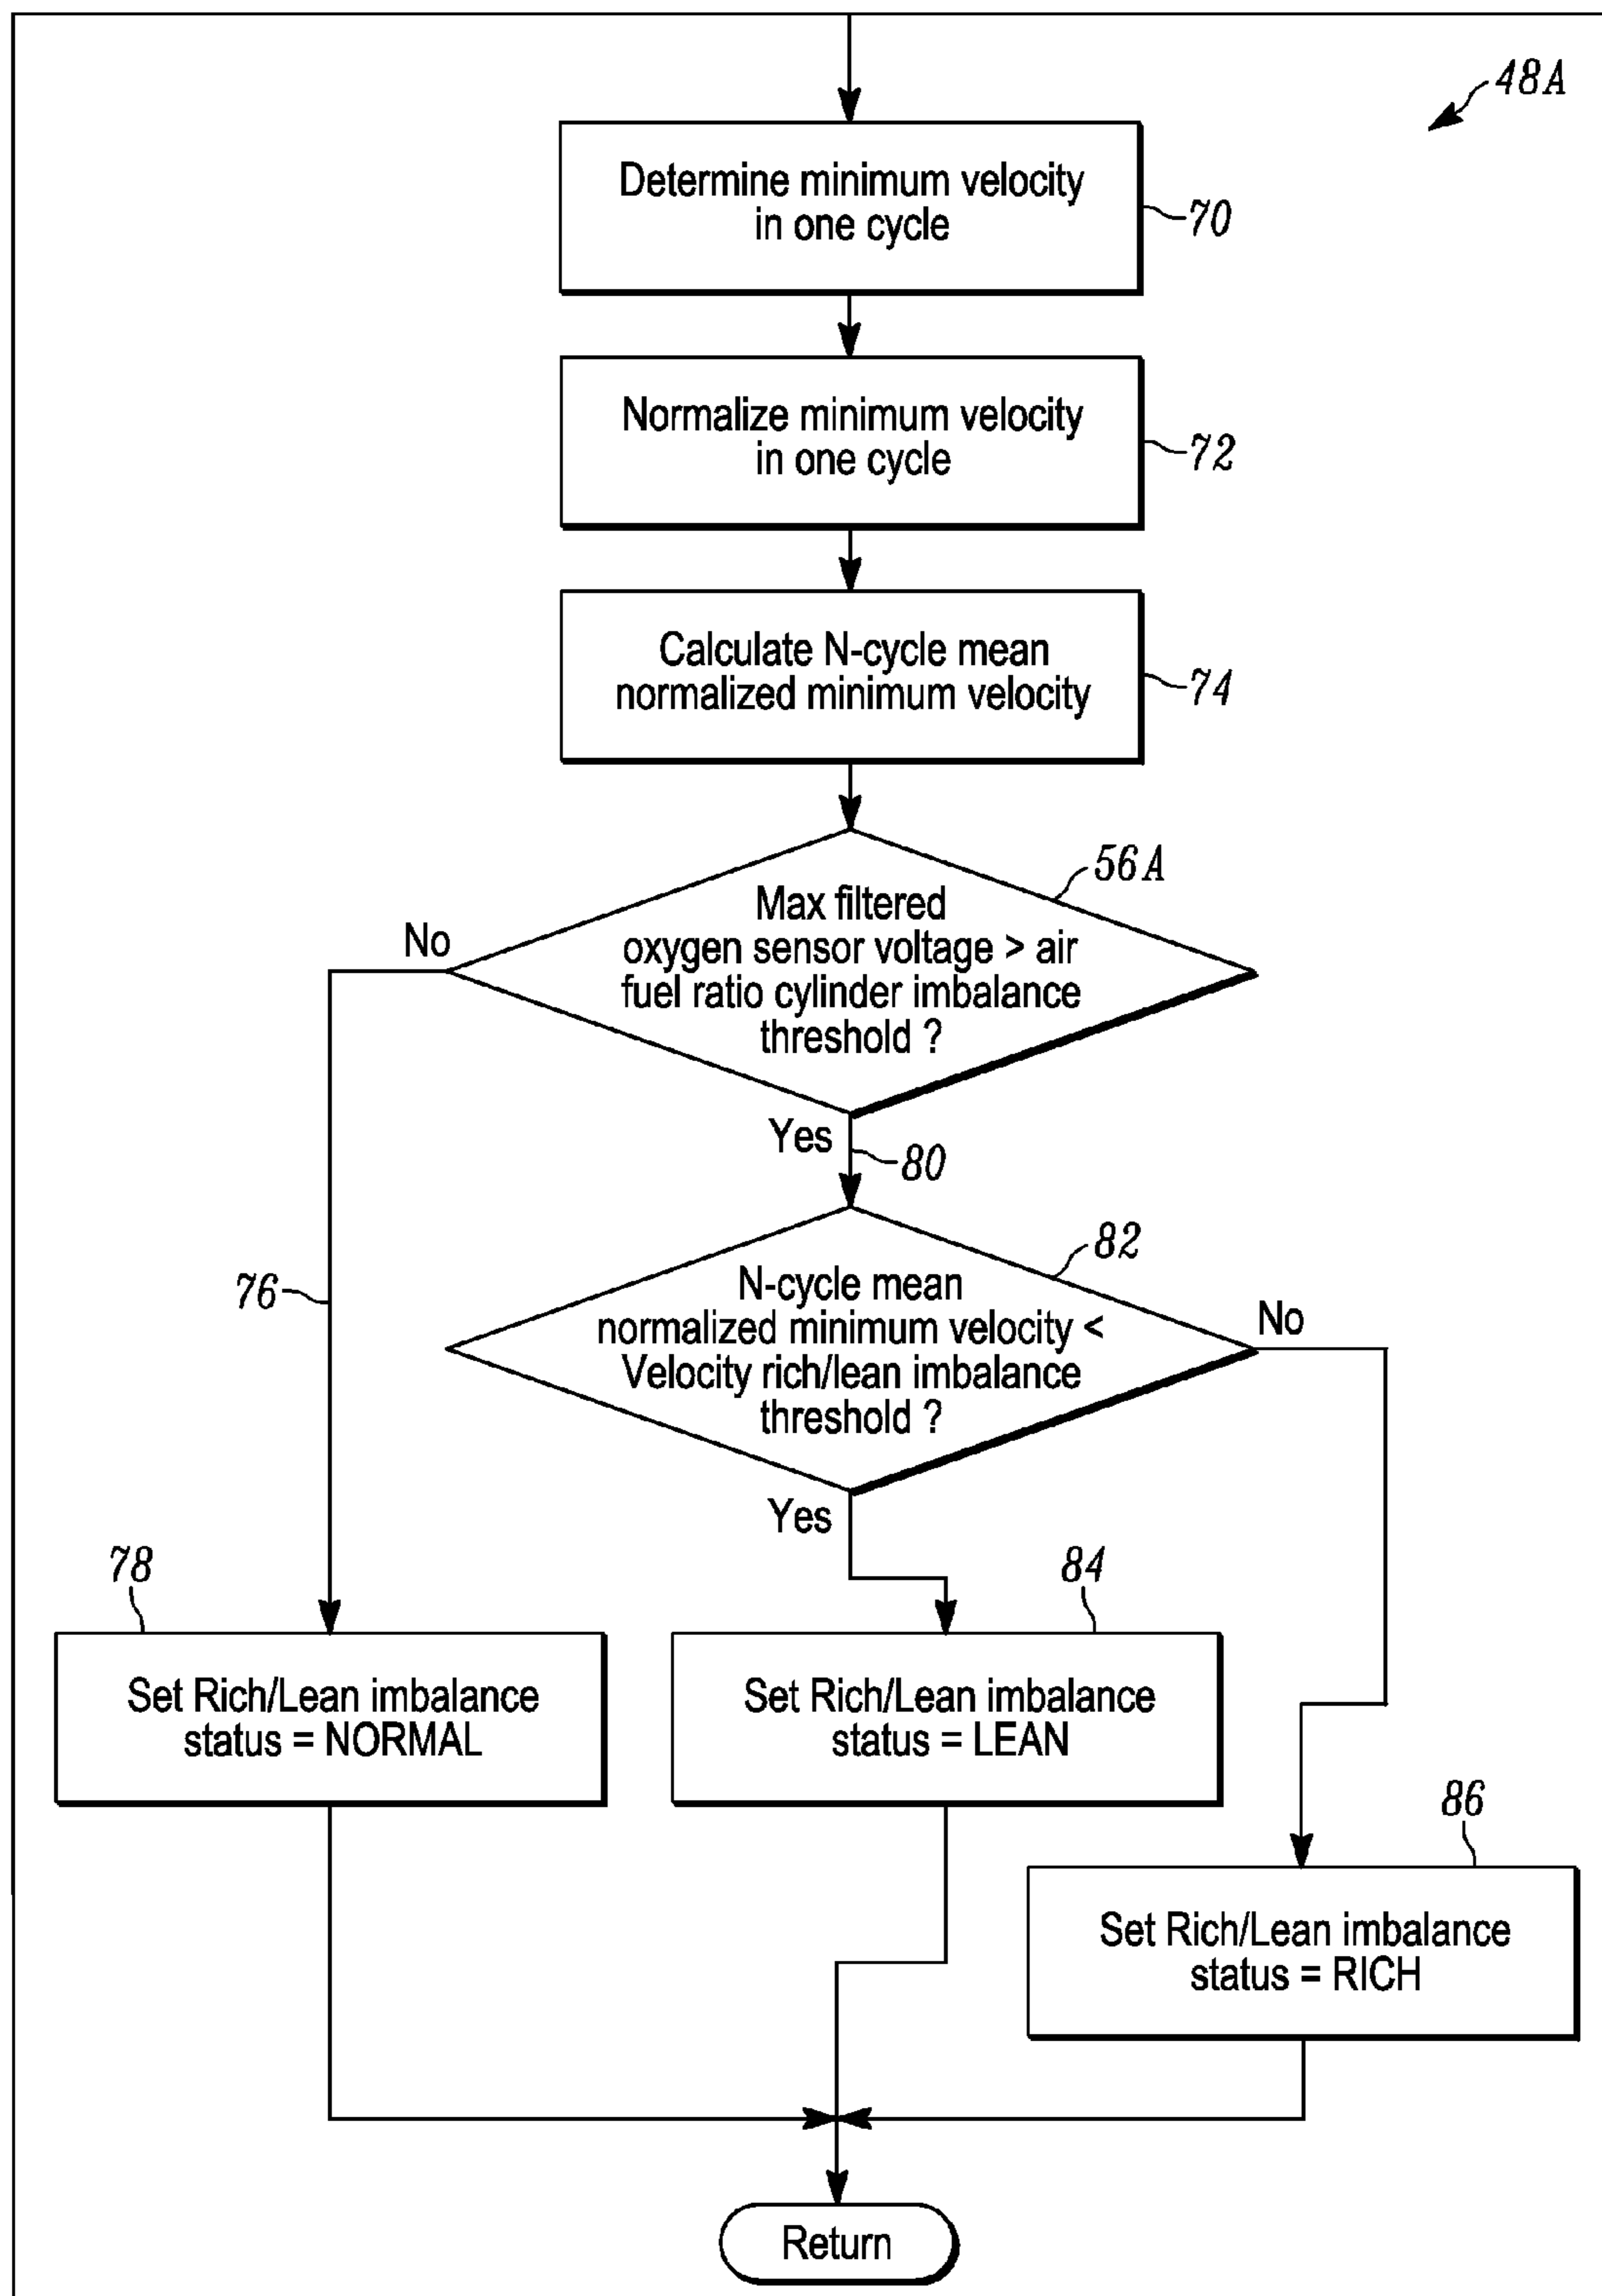 48A
Determine minimum velocity
in one cycle
70
Normalize minimum velocity
in one cycle
72
Calculate N-cycle mean
normalized minimum velocity
74
56A
Max filtered
oxygen sensor voltage > air
fuel ratio cylinder imbalance
threshold ?
No
Yes
80
82
N-cycle mean
normalized minimum velocity <
Velocity rich/lean imbalance
threshold ?
No
76
Yes
78
Set Rich/Lean imbalance
status = NORMAL
84
Set Rich/Lean imbalance
status = LEAN
86
Set Rich/Lean imbalance
status = RICH
Return